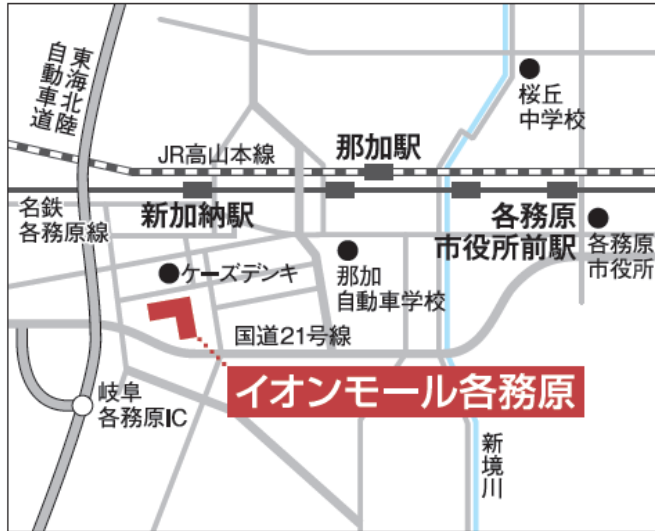 東海北陸
自動車道
桜丘
中学校
JR高山本線
那加駅
名鉄
各務原線
新加納駅
各務原
市役所前駅
各務原
市役所
ケーズデンキ
那加
自動車学校
国道21号線
イオンモール各務原
岐阜
各務原IC
新境川